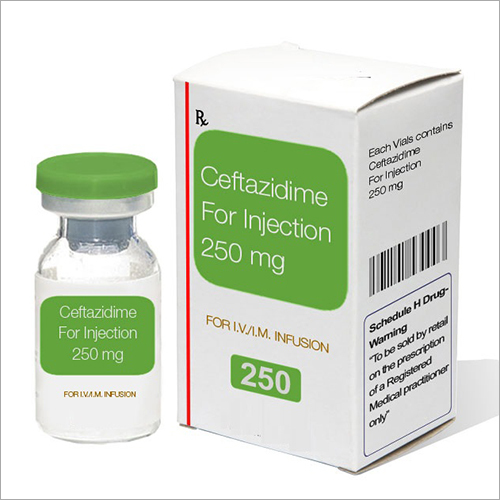 Ceftazidime
For Injection
250 mg
FOR I.V./I.M. INFUSION
℞
Ceftazidime
For Injection
250 mg
FOR I.V./I.M. INFUSION
250
Each Vials contains
Ceftazidime
For Injection
250 mg
Schedule H Drug-
Warning
"To be sold by retail
on the prescription
of a Registered
Medical practitioner
only"